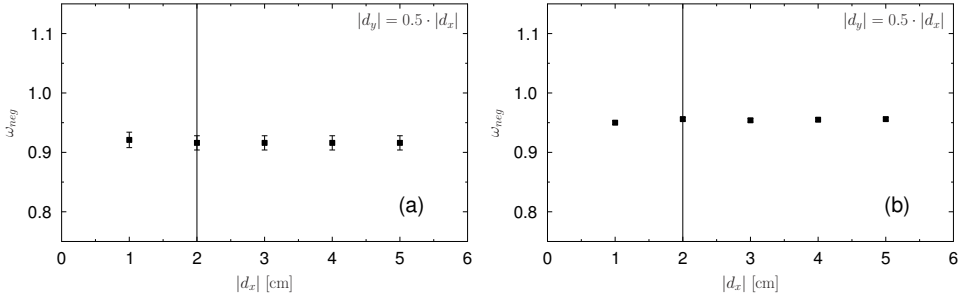 |d_y| = 0.5 · |d_x|
1.1
1.0
0.9
0.8
ω_neg
(a)
0 1 2 3 4 5 6
|d_x| [cm]
|d_y| = 0.5 · |d_x|
1.1
1.0
0.9
0.8
ω_neg
(b)
0 1 2 3 4 5 6
|d_x| [cm]